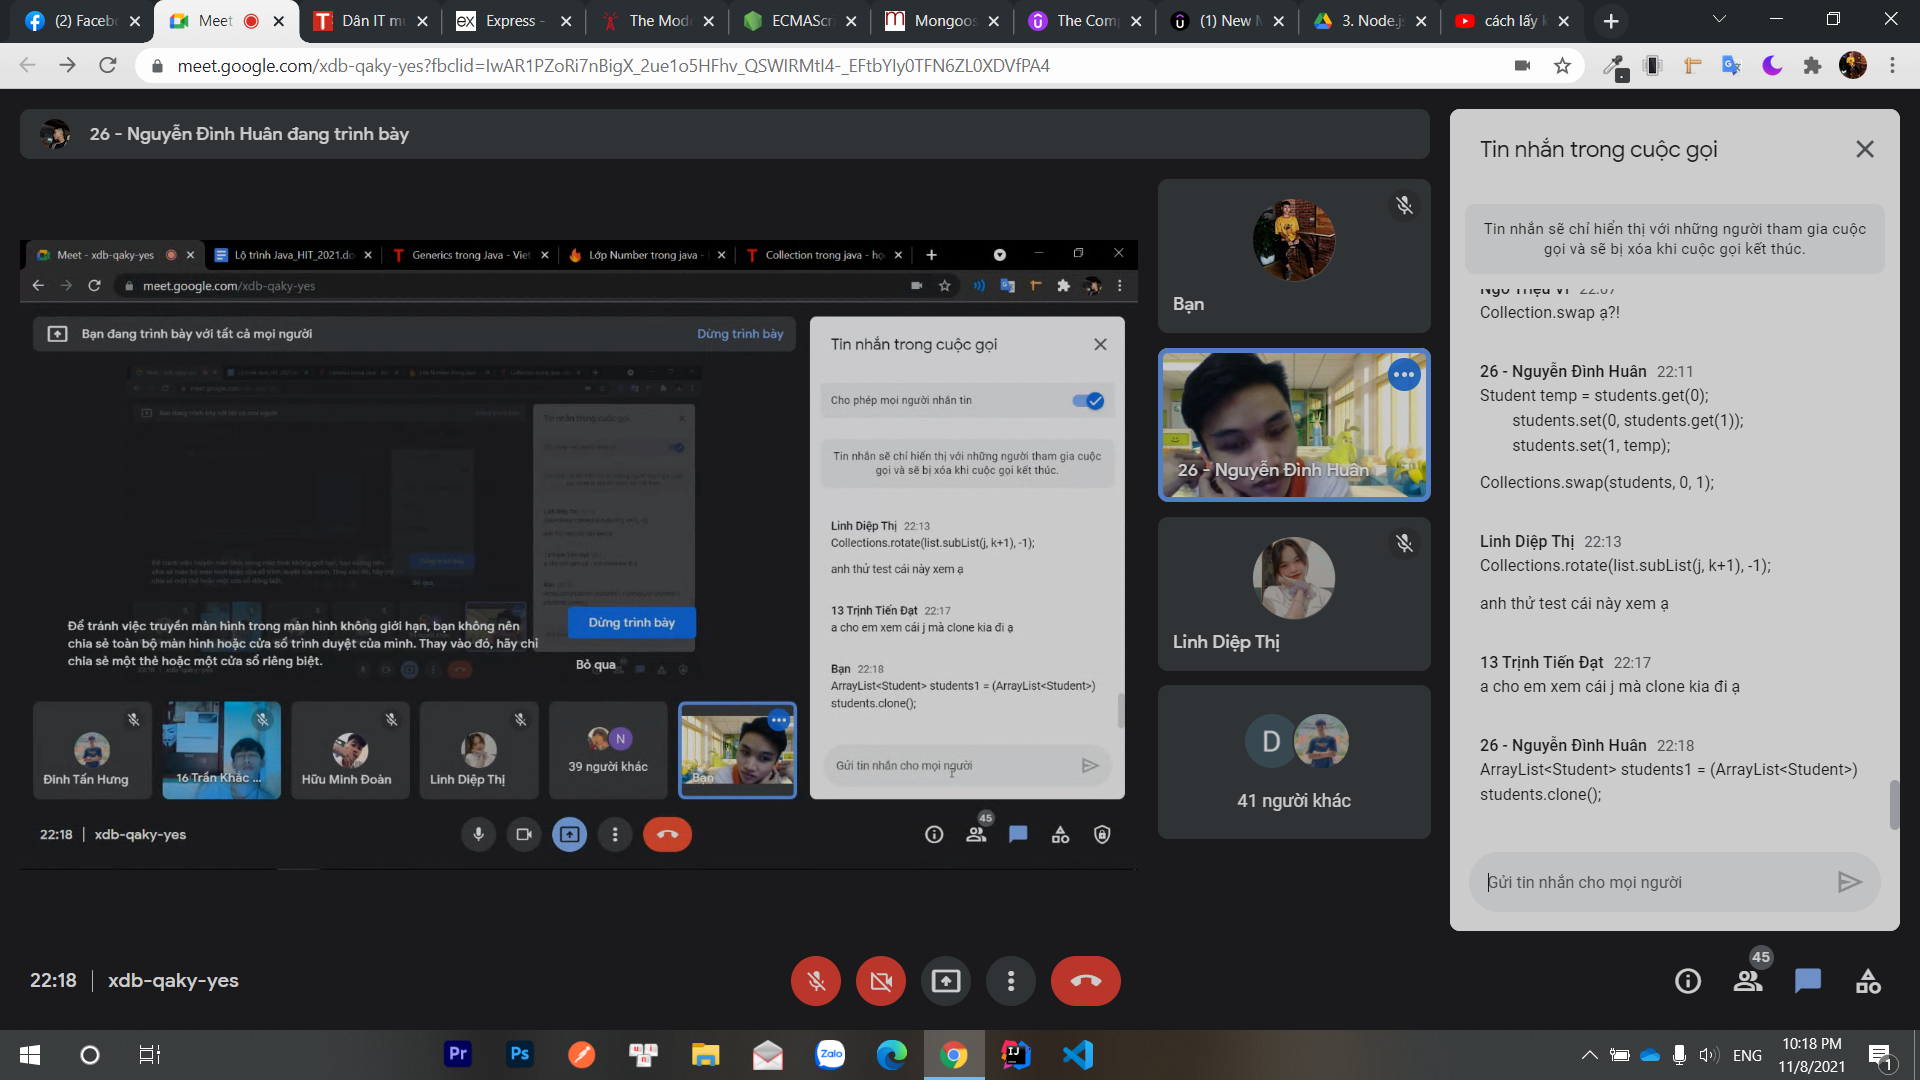 (2) Faceb
Meet
Dân IT m
Express -
The Mod
ECMAScri
Mongoos
The Comp
(1) New M
3. Node.js
cách lấy k
meet.google.com/xdb-qaky-yes?fbclid=IwAR1PZoRi7nBigX_2ue1o5HFhv_QSWIRMtI4-_EFtbYIy0TFN6ZL0XDVfPA4
26 - Nguyễn Đình Huân đang trình bày
Meet - xdb-qaky-yes
Lộ trình Java_HIT_2021.do
Generics trong Java - Viet
Lớp Number trong java -
Collection trong java - họ
meet.google.com/xdb-qaky-yes
Bạn đang trình bày với tất cả mọi người
Dừng trình bày
Tin nhắn trong cuộc gọi
Cho phép mọi người nhắn tin
Tin nhắn sẽ chỉ hiển thị với những người tham gia cuộc
gọi và sẽ bị xóa khi cuộc gọi kết thúc.
Linh Diệp Thị 22:13
Collections.rotate(list.subList(j, k+1), -1);
anh thử test cái này xem ạ
13 Trịnh Tiến Đạt 22:17
a cho em xem cái j mà clone kia đi ạ
Bạn 22:18
ArrayList<Student> students1 = (ArrayList<Student>)
students.clone();
Gửi tin nhắn cho mọi người
Để tránh việc truyền màn hình trong màn hình không giới hạn, bạn không nên
chia sẻ toàn bộ màn hình hoặc cửa sổ trình duyệt của mình. Thay vào đó, hãy chỉ
chia sẻ một thẻ hoặc một cửa sổ riêng biệt.
Dừng trình bày
Bỏ qua
Đinh Tấn Hưng
16 Trần Khắc ...
Hữu Minh Đoàn
Linh Diệp Thị
N
39 người khác
Bạn
22:18 | xdb-qaky-yes
45
Bạn
26 - Nguyễn Đình Huân
Linh Diệp Thị
D
41 người khác
Tin nhắn trong cuộc gọi
Tin nhắn sẽ chỉ hiển thị với những người tham gia cuộc
gọi và sẽ bị xóa khi cuộc gọi kết thúc.
Ngô Triệu Vĩ 22:07
Collection.swap ạ?!
26 - Nguyễn Đình Huân 22:11
Student temp = students.get(0);
students.set(0, students.get(1));
students.set(1, temp);
Collections.swap(students, 0, 1);
Linh Diệp Thị 22:13
Collections.rotate(list.subList(j, k+1), -1);
anh thử test cái này xem ạ
13 Trịnh Tiến Đạt 22:17
a cho em xem cái j mà clone kia đi ạ
26 - Nguyễn Đình Huân 22:18
ArrayList<Student> students1 = (ArrayList<Student>)
students.clone();
Gửi tin nhắn cho mọi người
22:18 | xdb-qaky-yes
45
Pr
Ps
Zalo
IJ
ENG
10:18 PM
11/8/2021
1